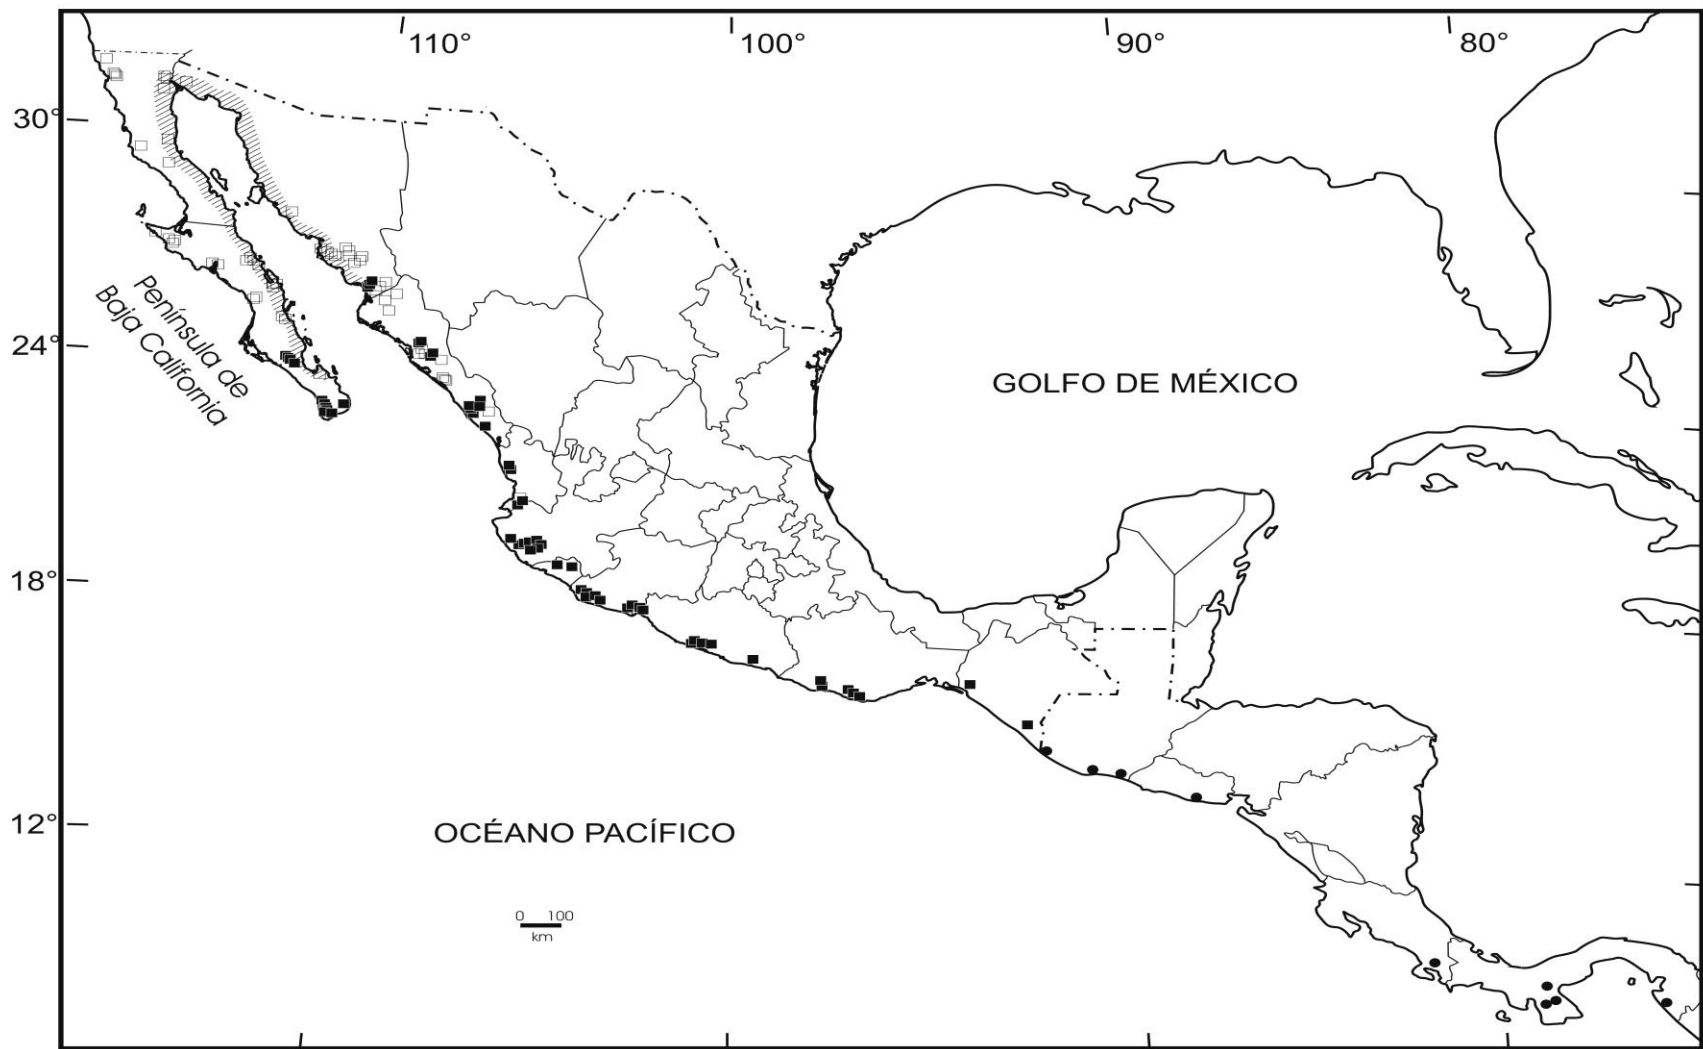 110°
100°
90°
80°
30°
24°
18°
12°
Península de
Baja California
GOLFO DE MÉXICO
OCÉANO PACÍFICO
0 100
km